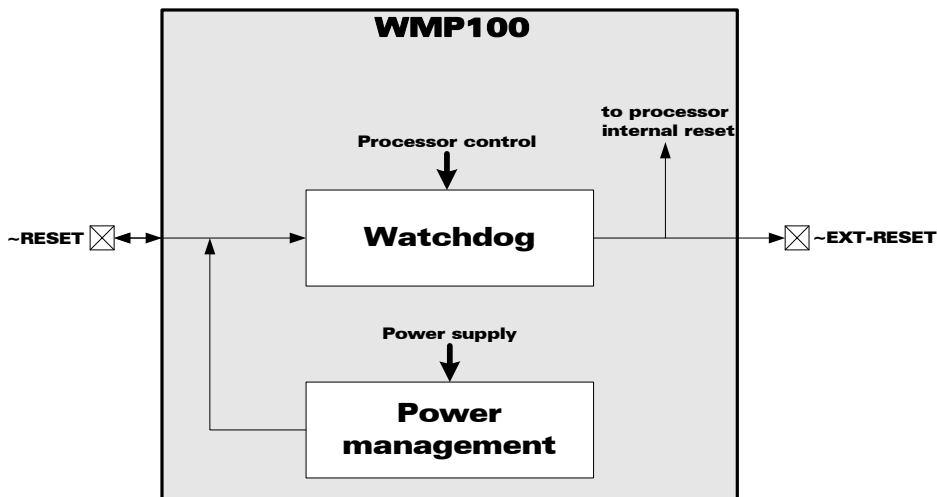 WMP100
to processor
internal reset
Processor control
~RESET
Watchdog
~EXT-RESET
Power supply
Power
management